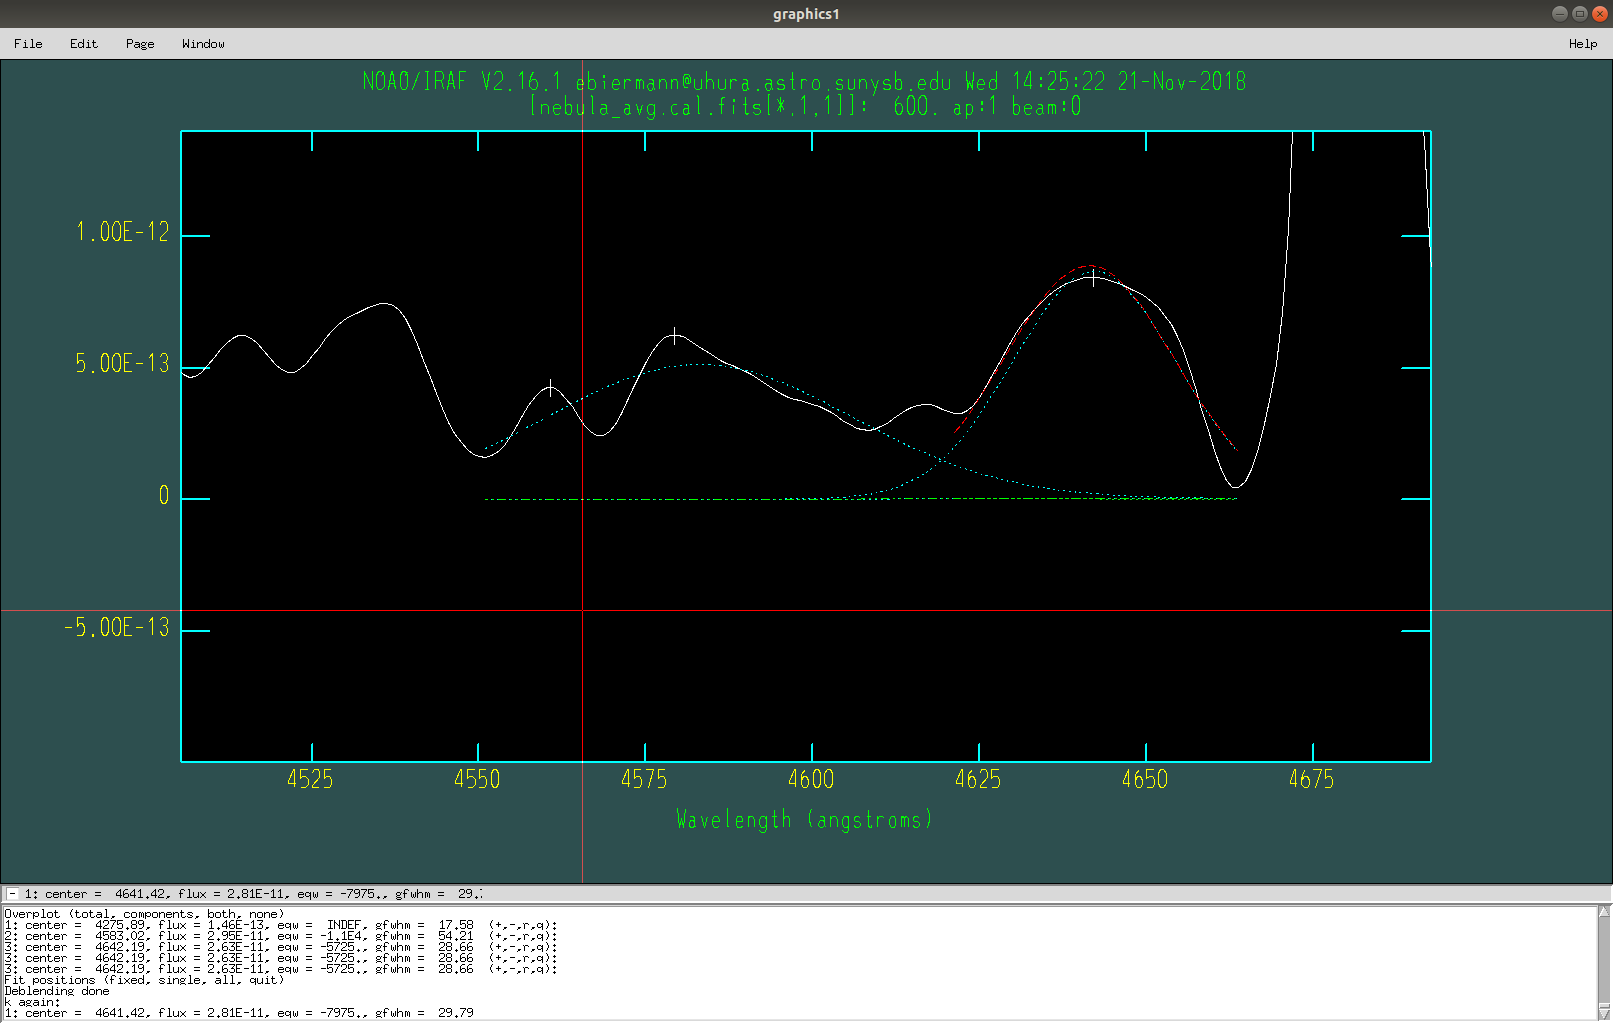 graphics1
File Edit Page Window Help
NOAO/IRAF V2.16.1 ebiermann@uhura.astro.sunysb.edu Wed 14:25:22 21-Nov-2018
[nebula_avg.cal.fits[*,1,1]]: 600. ap:1 beam:0
1.00E-12
5.00E-13
0
-5.00E-13
4525 4550 4575 4600 4625 4650 4675
Wavelength (angstroms)
1: center = 4641.42, flux = 2.81E-11, eqw = -7975., gfwhm = 29.
Overplot (total, components, both, none)
1: center = 4275.89, flux = 1.46E-13, eqw = INDEF, gfwhm = 17.58 (+,-,r,q):
2: center = 4583.02, flux = 2.95E-11, eqw = -1.1E4, gfwhm = 54.21 (+,-,r,q):
3: center = 4642.19, flux = 2.63E-11, eqw = -5725., gfwhm = 28.66 (+,-,r,q):
3: center = 4642.19, flux = 2.63E-11, eqw = -5725., gfwhm = 28.66 (+,-,r,q):
3: center = 4642.19, flux = 2.63E-11, eqw = -5725., gfwhm = 28.66 (+,-,r,q):
Fit positions (fixed, single, all, quit)
Deblending done
k again:
1: center = 4641.42, flux = 2.81E-11, eqw = -7975., gfwhm = 29.79